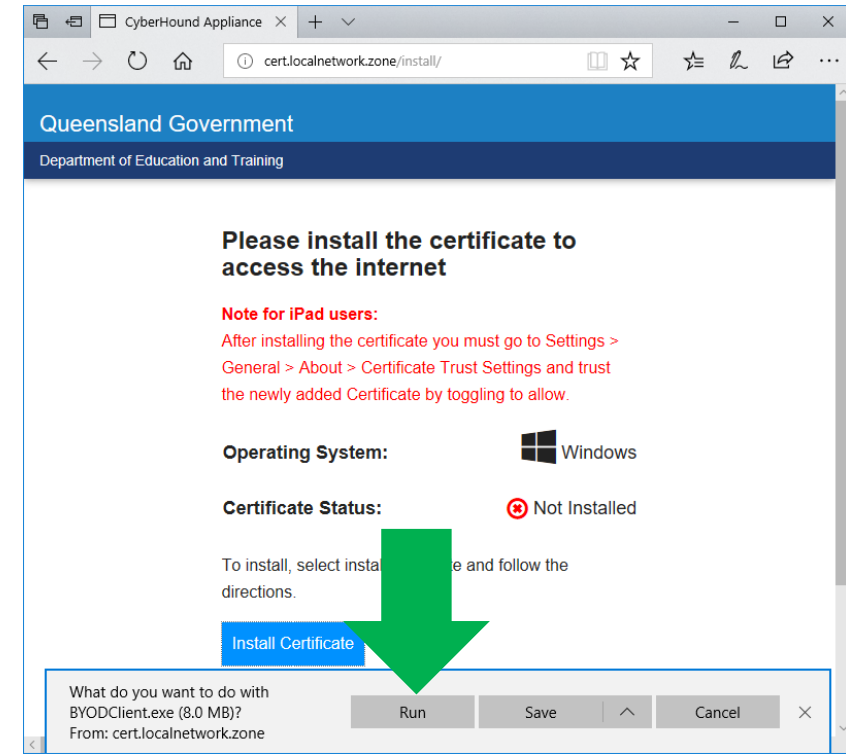 CyberHound Appliance
cert.localnetwork.zone/install/
Queensland Government
Department of Education and Training
Please install the certificate to
access the internet
Note for iPad users:
After installing the certificate you must go to Settings >
General > About > Certificate Trust Settings and trust
the newly added Certificate by toggling to allow.
Operating System: Windows
Certificate Status: Not Installed
To install, select and follow the
directions.
Install Certificate
What do you want to do with
BYODClient.exe (8.0 MB)?
From: cert.localnetwork.zone
Run Save Cancel